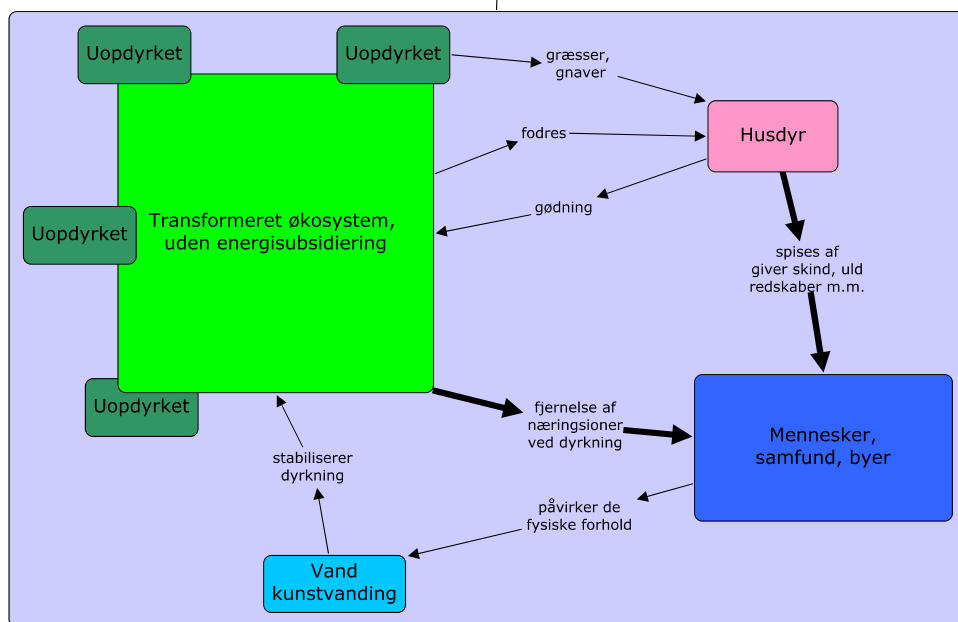 Uopdyrket
Uopdyrket
græsser,
gnaver
Husdyr
fodres
gødning
Transformeret økosystem,
uden energisubsidiering
Uopdyrket
spises af
giver skind, uld
redskaber m.m.
Uopdyrket
fjernelse af
næringsioner
ved dyrkning
Mennesker,
samfund, byer
stabiliserer
dyrkning
påvirker de
fysiske forhold
Vand
kunstvanding